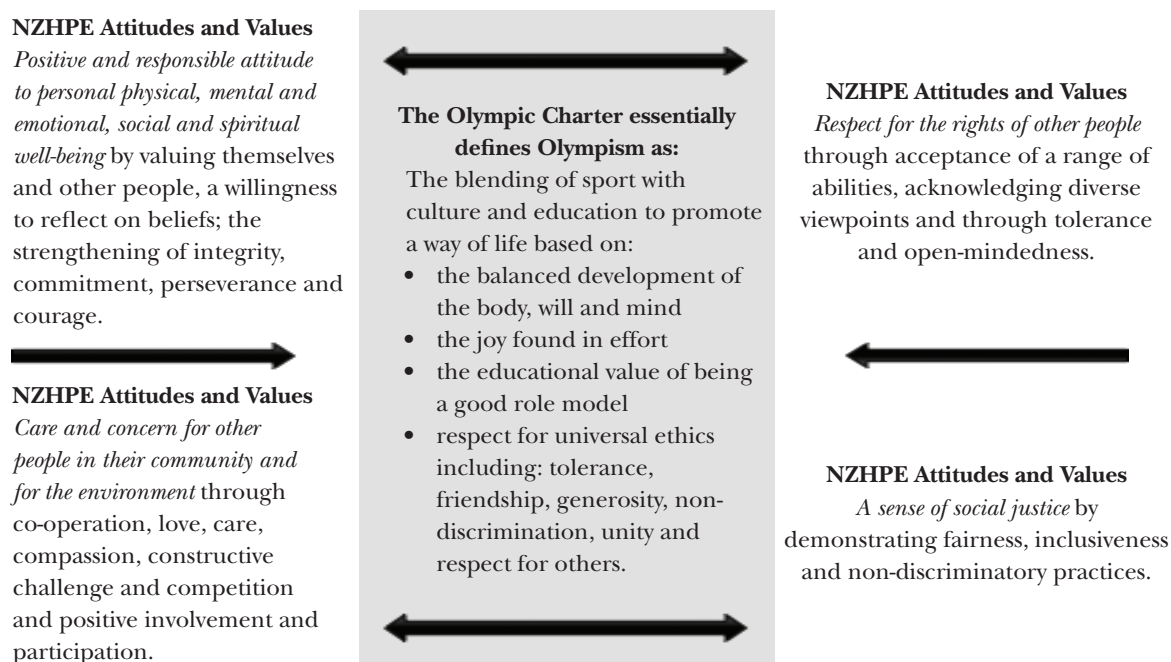 NZHPE Attitudes and Values
Positive and responsible attitude
to personal physical, mental and
emotional, social and spiritual
well-being by valuing themselves
and other people, a willingness
to reflect on beliefs; the
strengthening of integrity,
commitment, perseverance and
courage.
NZHPE Attitudes and Values
Care and concern for other
people in their community and
for the environment through
co-operation, love, care,
compassion, constructive
challenge and competition
and positive involvement and
participation.
The Olympic Charter essentially
defines Olympism as:
The blending of sport with
culture and education to promote
a way of life based on:
• the balanced development of
the body, will and mind
• the joy found in effort
• the educational value of being
a good role model
• respect for universal ethics
including: tolerance,
friendship, generosity, non-
discrimination, unity and
respect for others.
NZHPE Attitudes and Values
Respect for the rights of other people
through acceptance of a range of
abilities, acknowledging diverse
viewpoints and through tolerance
and open-mindedness.
NZHPE Attitudes and Values
A sense of social justice by
demonstrating fairness, inclusiveness
and non-discriminatory practices.